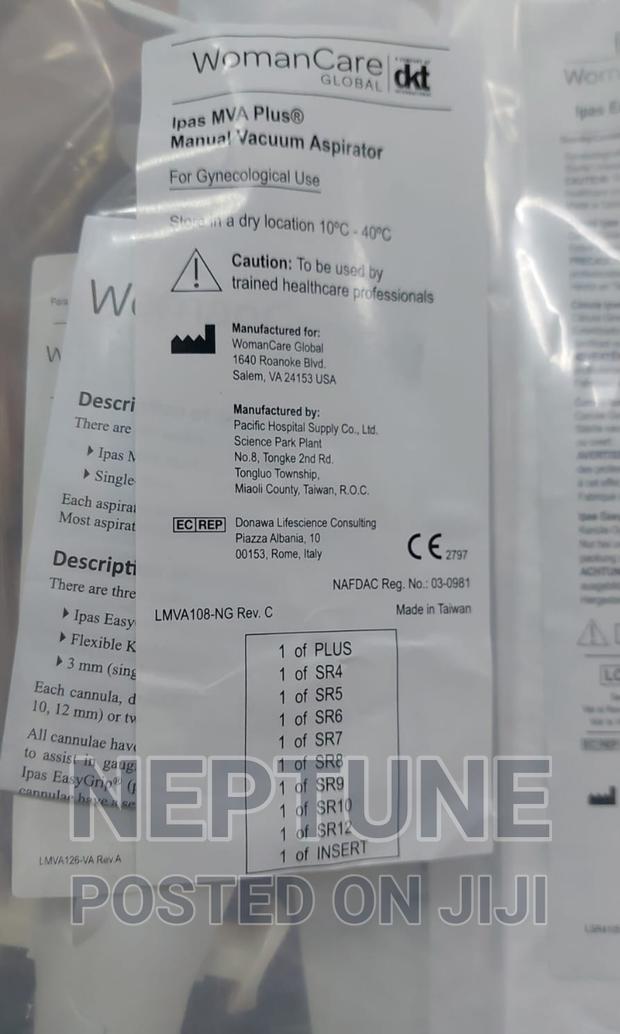 WomanCare
GLOBAL
dkt
Ipas MVA Plus®
Manual Vacuum Aspirator
For Gynecological Use
Store in a dry location 10ºC - 40ºC
Caution: To be used by
trained healthcare professionals
Manufactured for:
WomanCare Global
1640 Roanoke Blvd.
Salem, VA 24153 USA
Manufactured by:
Pacific Hospital Supply Co., Ltd.
Science Park Plant
No.8, Tongke 2nd Rd.
Tongluo Township,
Miaoli County, Taiwan, R.O.C.
EC REP
Donawa Lifescience Consulting
Piazza Albania, 10
00153, Rome, Italy
CE 2797
NAFDAC Reg. No.: 03-0981
LMVA108-NG Rev. C
Made in Taiwan
1 of PLUS
1 of SR4
1 of SR5
1 of SR6
1 of SR7
1 of SR8
1 of SR9
1 of SR10
1 of SR12
1 of INSERT
Descri
There are
Ipas M
Single-
Each aspira
Most aspirat
Descripti
There are thre
Ipas Easy
Flexible K
3 mm (sing
Each cannula, d
10, 12 mm) or tw
All cannulae have
to assist in gaug
Ipas EasyGrip® (p
cannulae have a se
LMVA126-VA Rev A
NEPTUNE
POSTED ON JIJI